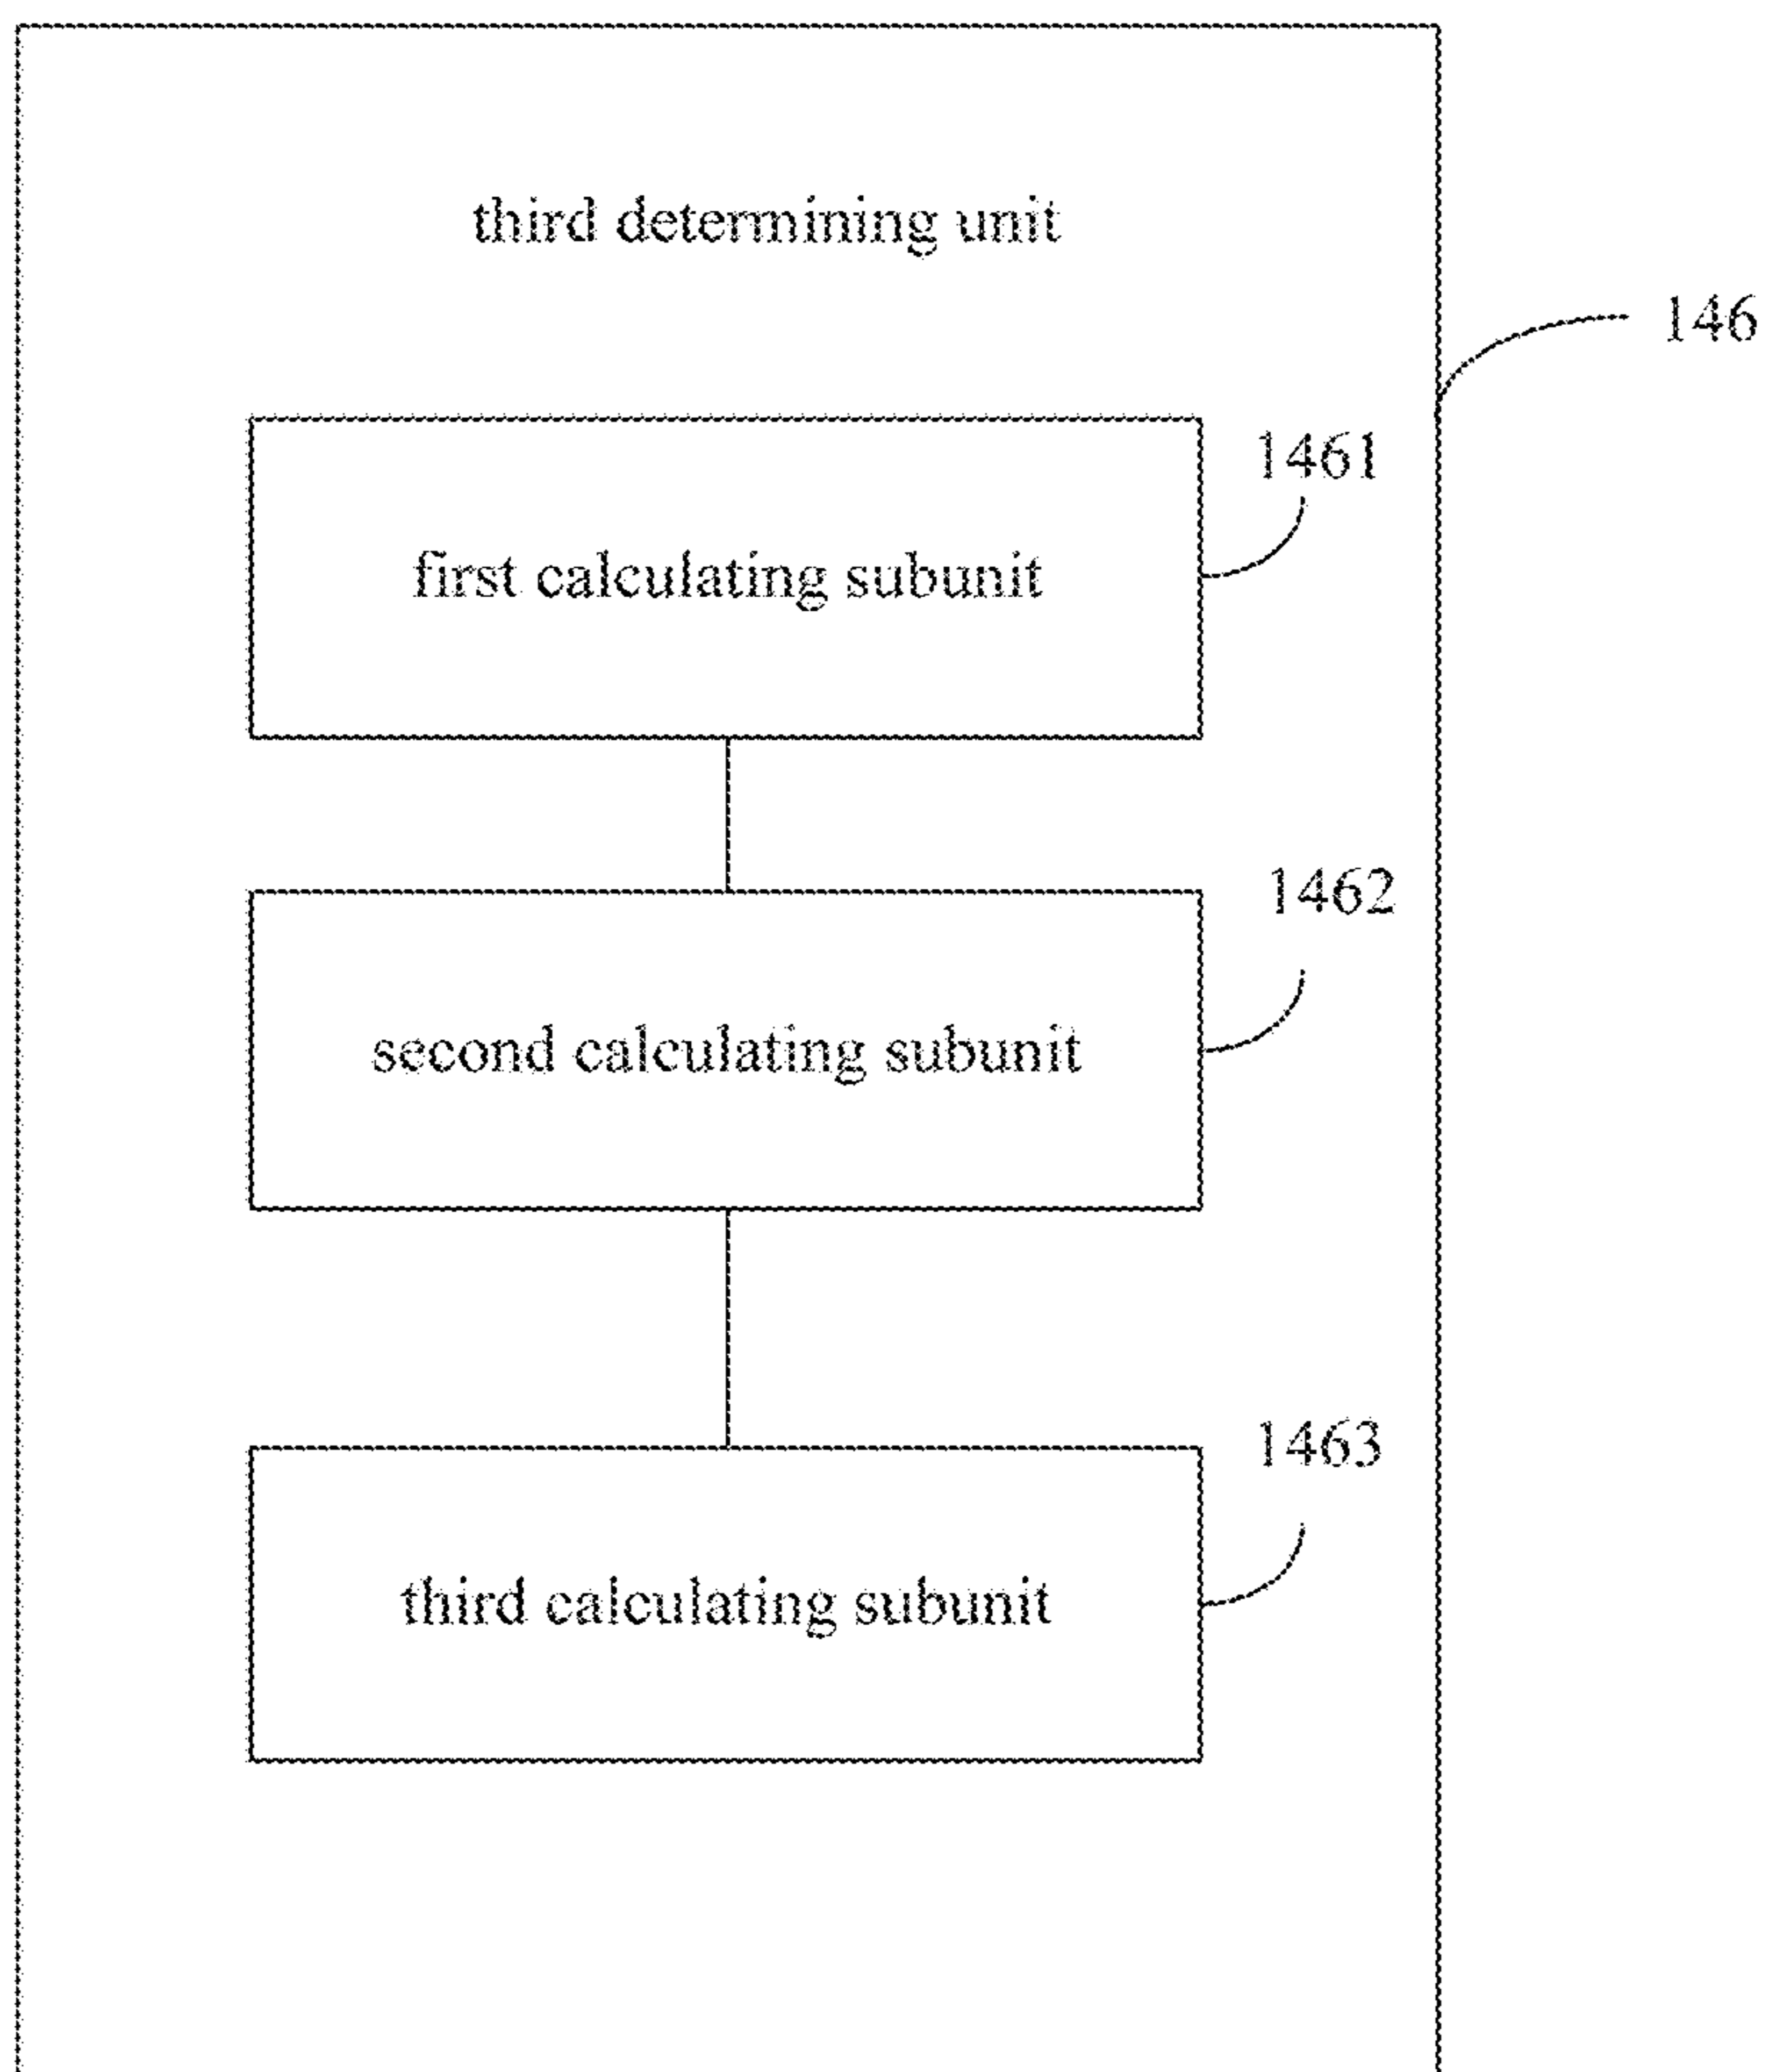 third determining unit
146
1461
first calculating subunit
1462
second calculating subunit
1463
third calculating subunit